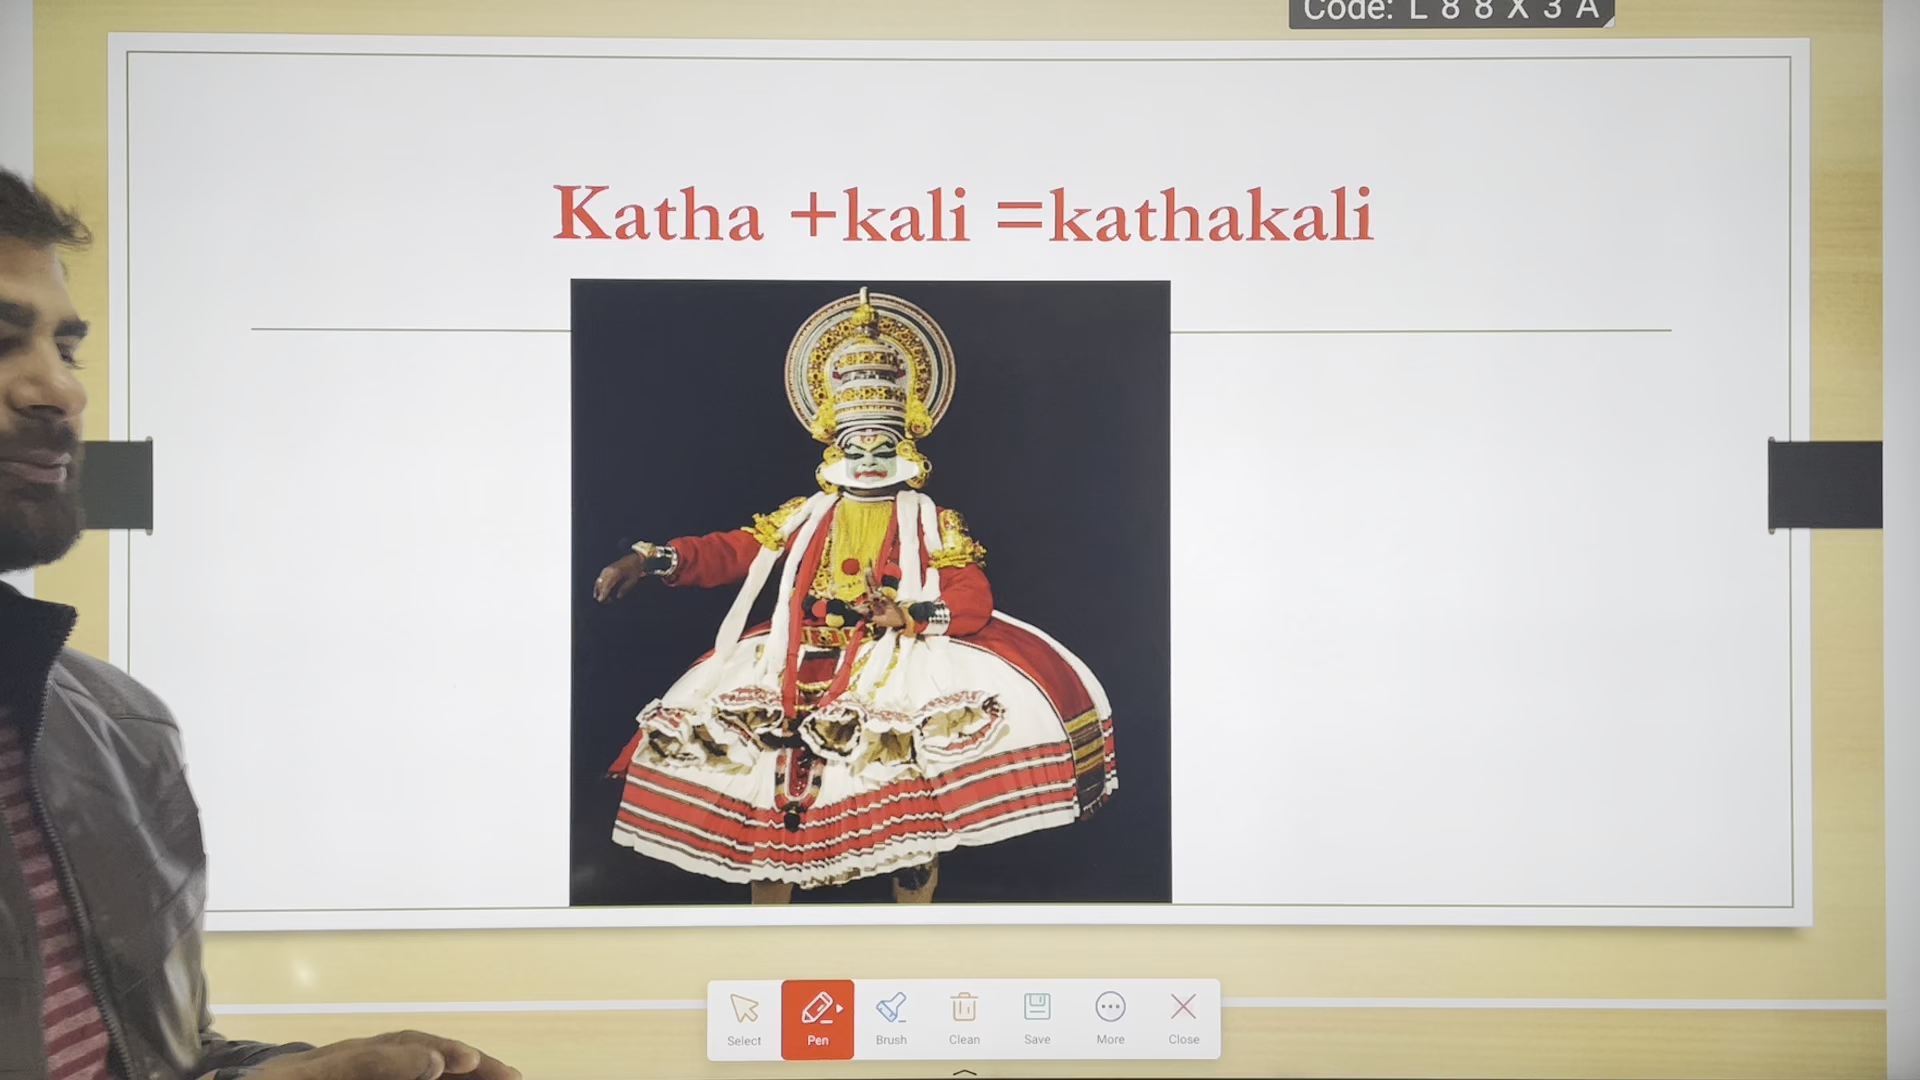 Code: L 8 8 X 3 A
Katha +kali =kathakali
Select
Pen
Brush
Clean
Save
More
Close